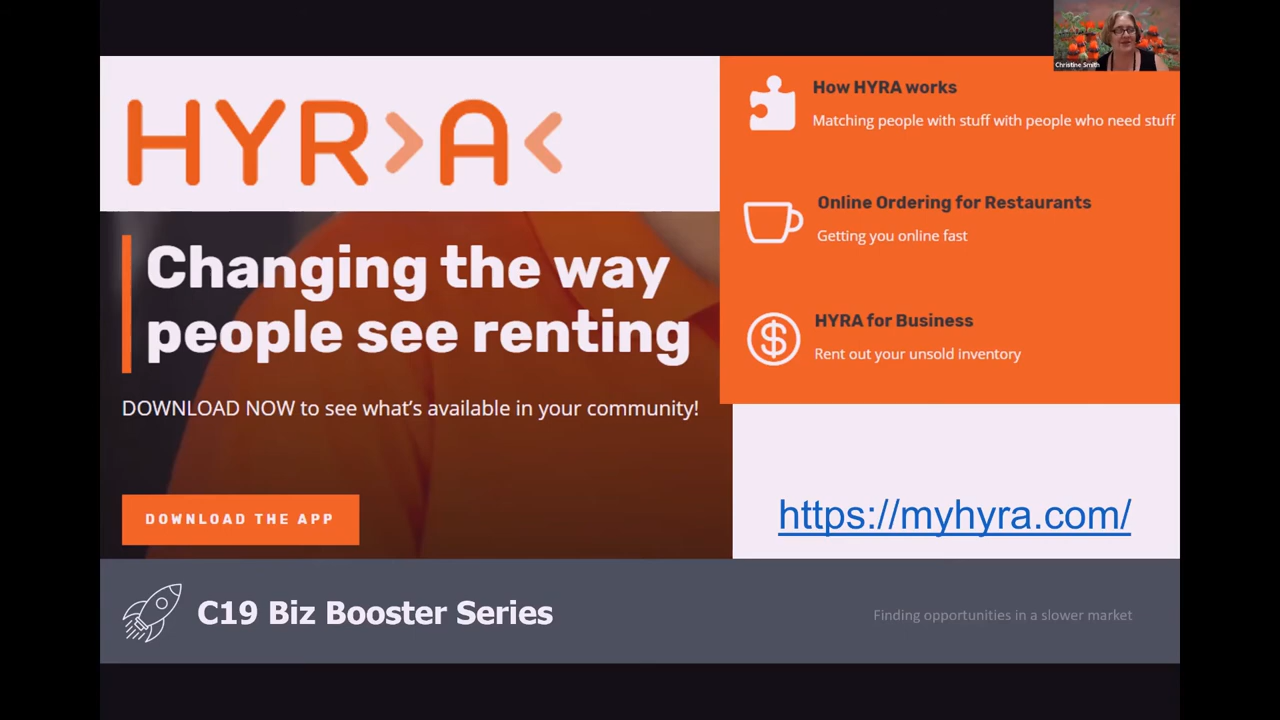 HYR>A<
Changing the way
people see renting
DOWNLOAD NOW to see what's available in your community!
DOWNLOAD THE APP
Christine Smith
How HYRA works
Matching people with stuff with people who need stuff
Online Ordering for Restaurants
Getting you online fast
HYRA for Business
Rent out your unsold inventory
https://myhyra.com/
C19 Biz Booster Series
Finding opportunities in a slower market